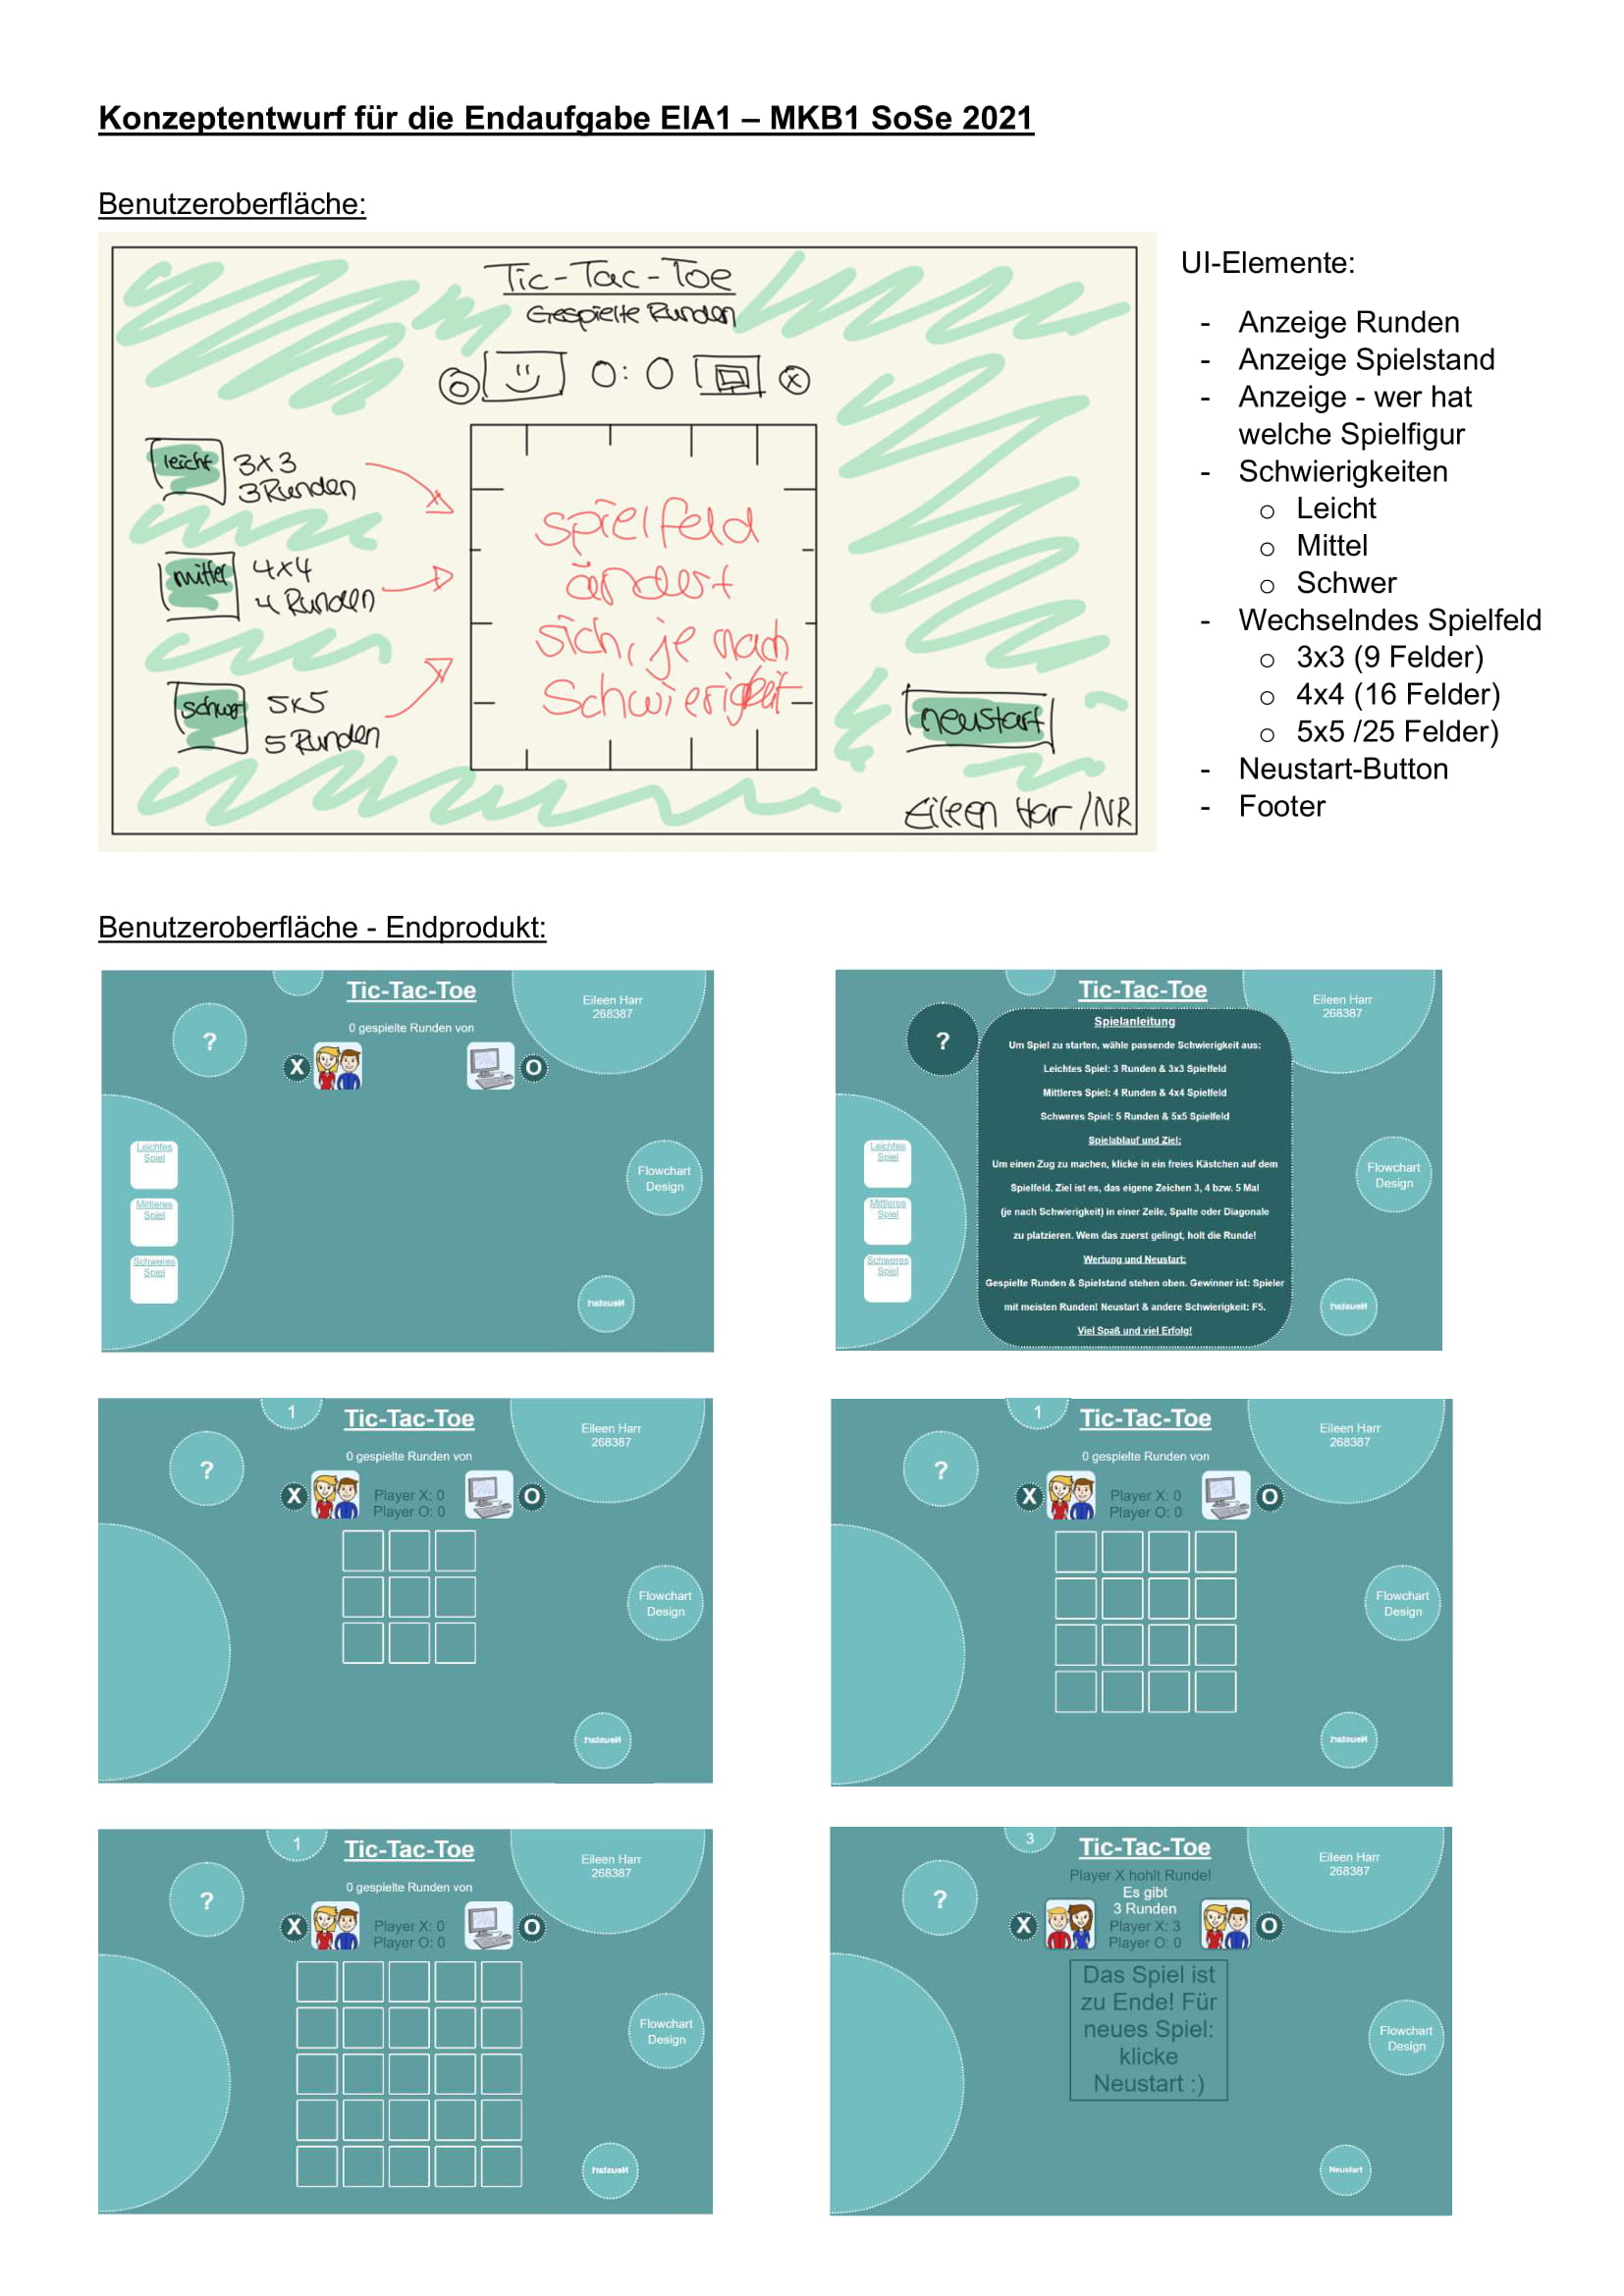 Konzeptentwurf für die Endaufgabe EIA1 – MKB1 SoSe 2021
Benutzeroberfläche:
Tic-Tac-Toe
Gespielte Runden
O
0:0
X
leicht
3x3
3 Runden
mittel
4x4
4 Runden
schwer
5x5
5 Runden
spielfeld
ändert
sich, je nach
Schwierigkeit
neustart
Eileen Har /NR
UI-Elemente:
- Anzeige Runden
- Anzeige Spielstand
- Anzeige - wer hat
welche Spielfigur
- Schwierigkeiten
o Leicht
o Mittel
o Schwer
- Wechselndes Spielfeld
o 3x3 (9 Felder)
o 4x4 (16 Felder)
o 5x5 /25 Felder)
- Neustart-Button
- Footer
Benutzeroberfläche - Endprodukt:
Tic-Tac-Toe
Eileen Harr
268387
?
0 gespielte Runden von
X
O
Leichtes
Spiel
Mittleres
Spiel
Schweres
Spiel
Flowchart
Design
Neustart
Tic-Tac-Toe
Eileen Harr
268387
?
Spielanleitung
Um Spiel zu starten, wähle passende Schwierigkeit aus:
Leichtes Spiel: 3 Runden & 3x3 Spielfeld
Mittleres Spiel: 4 Runden & 4x4 Spielfeld
Schweres Spiel: 5 Runden & 5x5 Spielfeld
Spielablauf und Ziel:
Um einen Zug zu machen, klicke in ein freies Kästchen auf dem
Spielfeld. Ziel ist es, das eigene Zeichen 3, 4 bzw. 5 Mal
(je nach Schwierigkeit) in einer Zeile, Spalte oder Diagonale
zu platzieren. Wem das zuerst gelingt, holt die Runde!
Wertung und Neustart:
Gespielte Runden & Spielstand stehen oben. Gewinner ist: Spieler
mit meisten Runden! Neustart & andere Schwierigkeit: F5.
Viel Spaß und viel Erfolg!
Leichtes
Spiel
Mittleres
Spiel
Schweres
Spiel
Flowchart
Design
Neustart
1
Tic-Tac-Toe
Eileen Harr
268387
?
0 gespielte Runden von
X
Player X: 0
Player O: 0
O
Flowchart
Design
Neustart
1
Tic-Tac-Toe
Eileen Harr
268387
?
0 gespielte Runden von
X
Player X: 0
Player O: 0
O
Flowchart
Design
Neustart
1
Tic-Tac-Toe
Eileen Harr
268387
?
0 gespielte Runden von
X
Player X: 0
Player O: 0
O
Flowchart
Design
Neustart
3
Tic-Tac-Toe
Eileen Harr
268387
?
Player X hohlt Runde!
Es gibt
3 Runden
X
Player X: 3
Player O: 0
O
Das Spiel ist
zu Ende! Für
neues Spiel:
klicke
Neustart :)
Flowchart
Design
Neustart